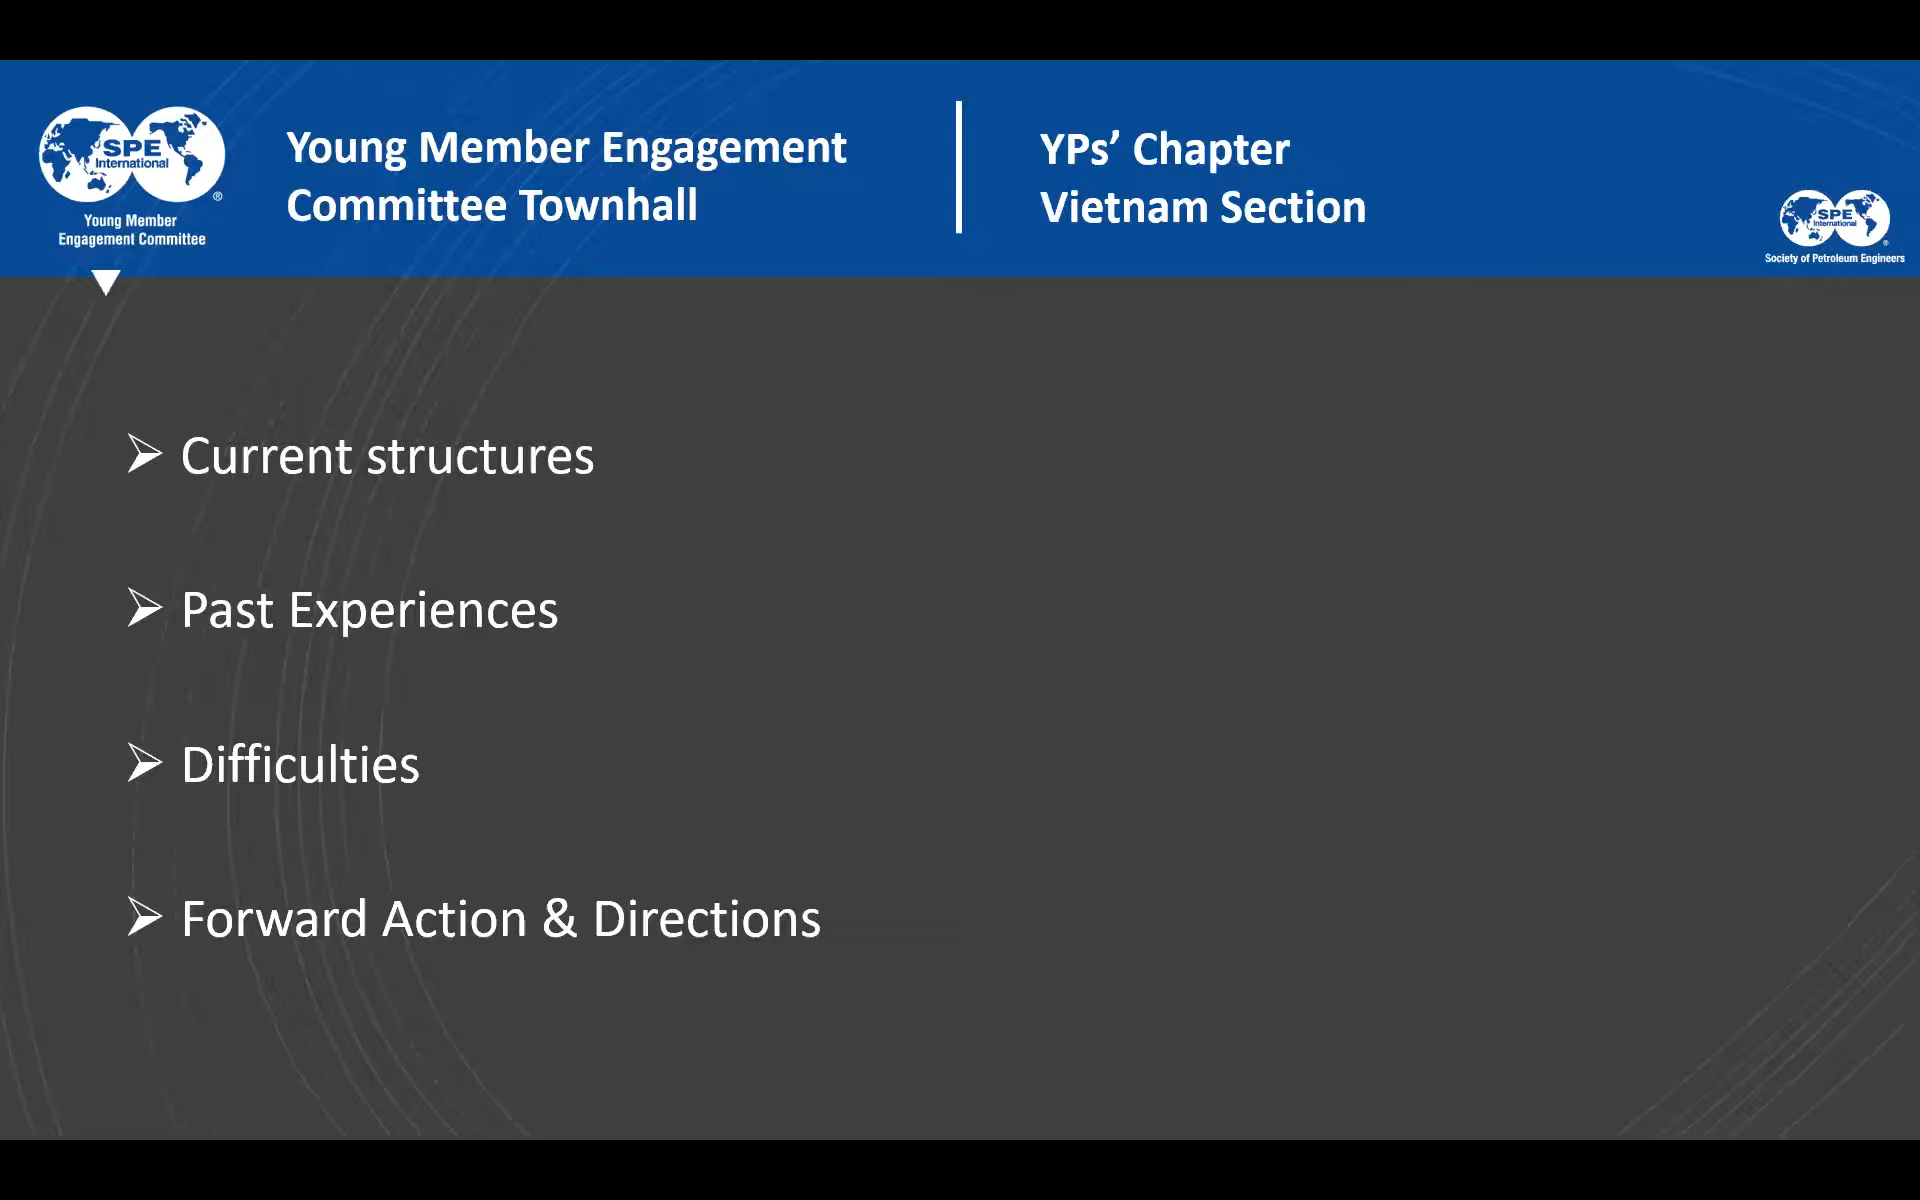 SPE
International
®
Young Member
Engagement Committee
Young Member Engagement
Committee Townhall
YPs’ Chapter
Vietnam Section
SPE
International
®
Society of Petroleum Engineers
➢ Current structures
➢ Past Experiences
➢ Difficulties
➢ Forward Action & Directions